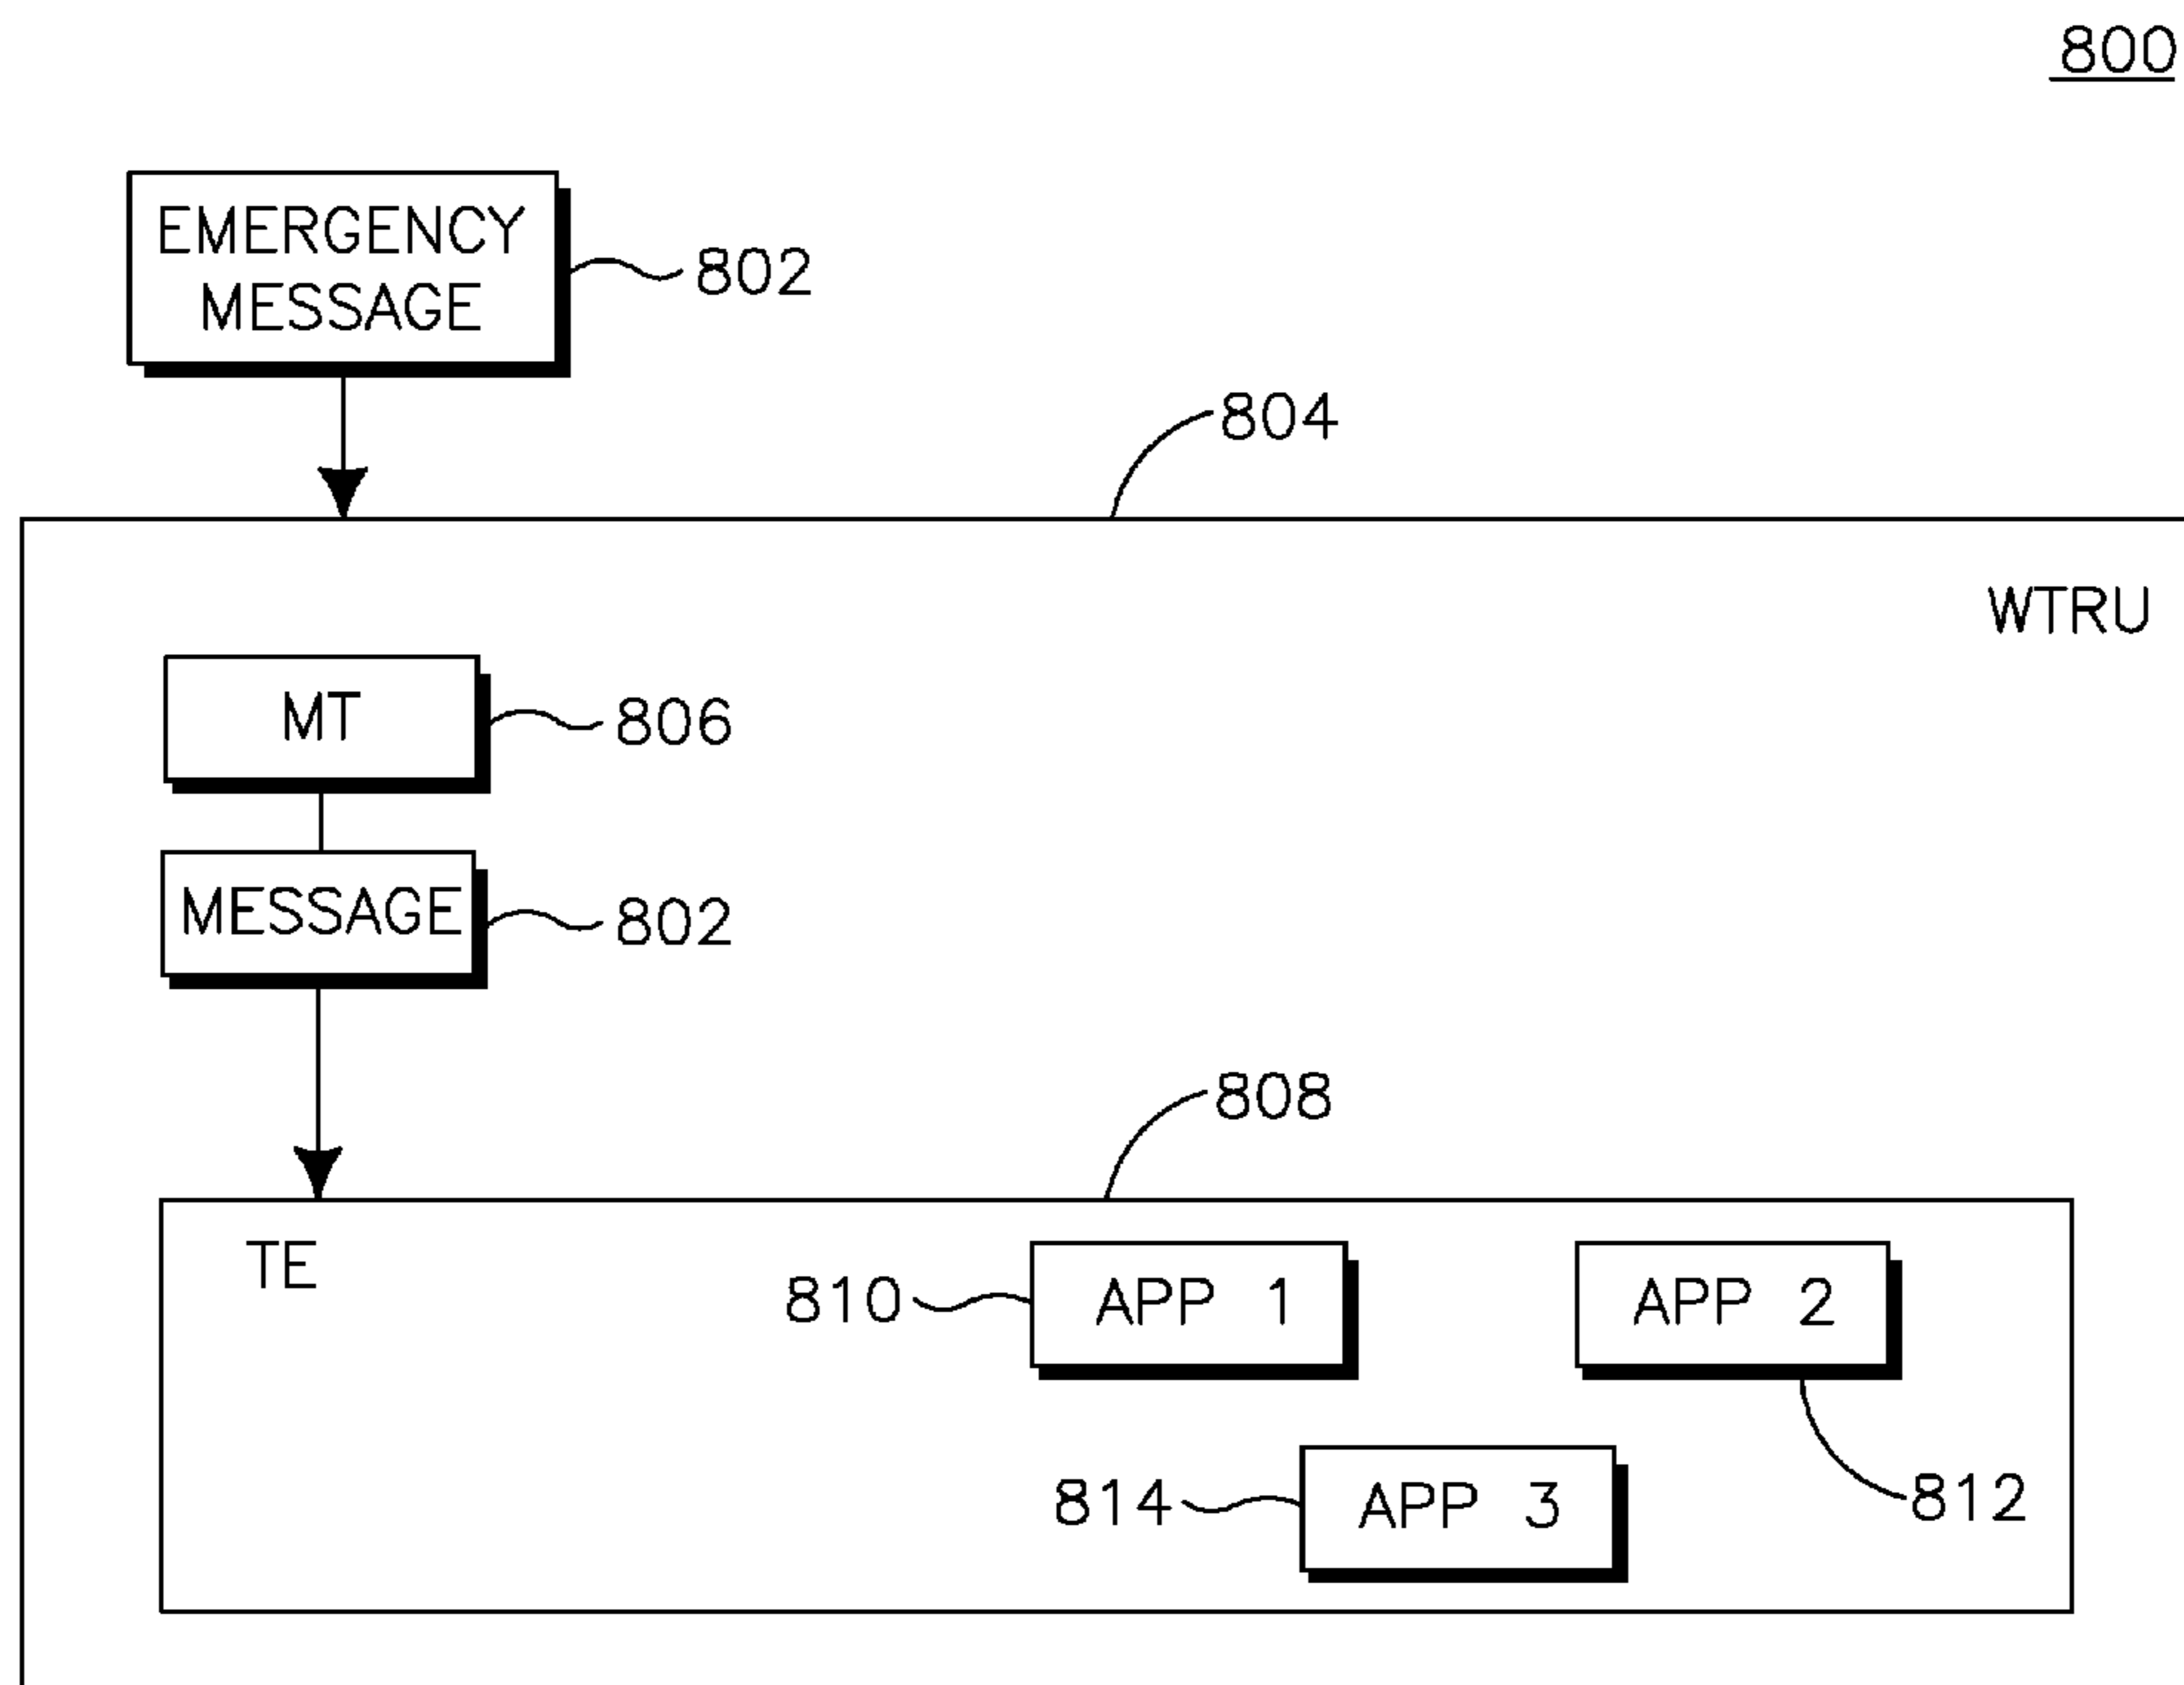 800
EMERGENCY
MESSAGE
802
804
WTRU
MT
806
MESSAGE
802
808
TE
810
APP 1
APP 2
814
APP 3
812